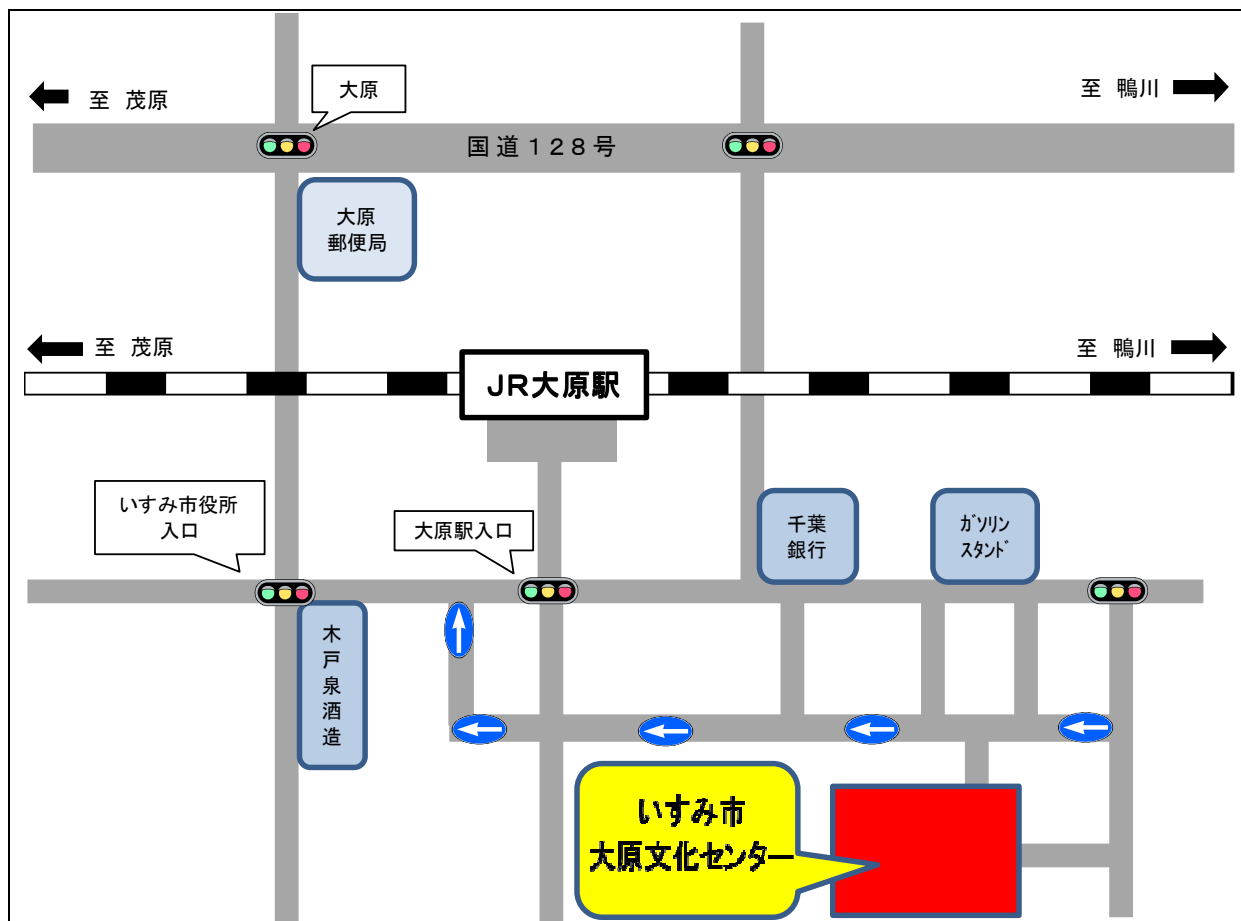 大原
至 茂原
至 鴨川
国道128号
大原
郵便局
至 茂原
至 鴨川
JR大原駅
いすみ市役所
入口
大原駅入口
千葉
銀行
ガソリン
スタンド
木戸泉酒造
いすみ市
大原文化センター